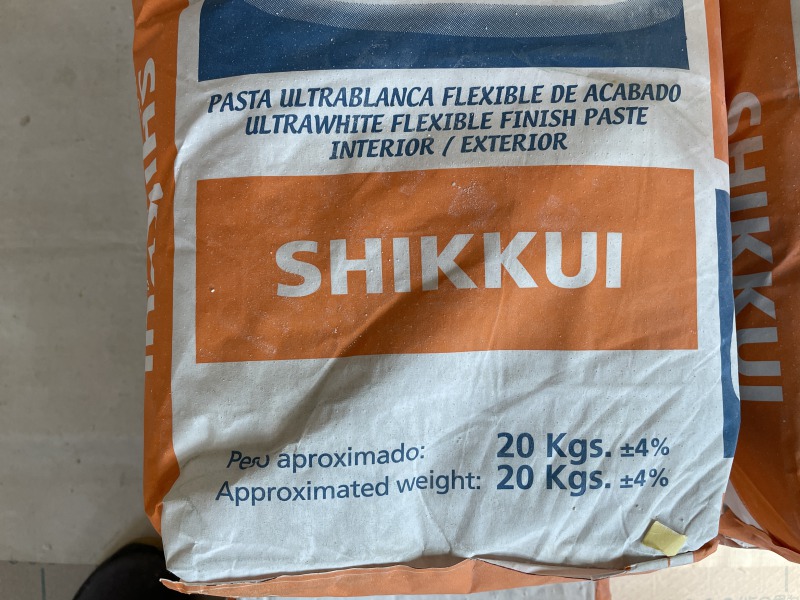 PASTA ULTRABLANCA FLEXIBLE DE ACABADO
ULTRAWHITE FLEXIBLE FINISH PASTE
INTERIOR / EXTERIOR
SHIKKUI
Peso aproximado: 20 Kgs. ±4%
Approximated weight: 20 Kgs. ±4%
SHIKKUI
SHIKKUI